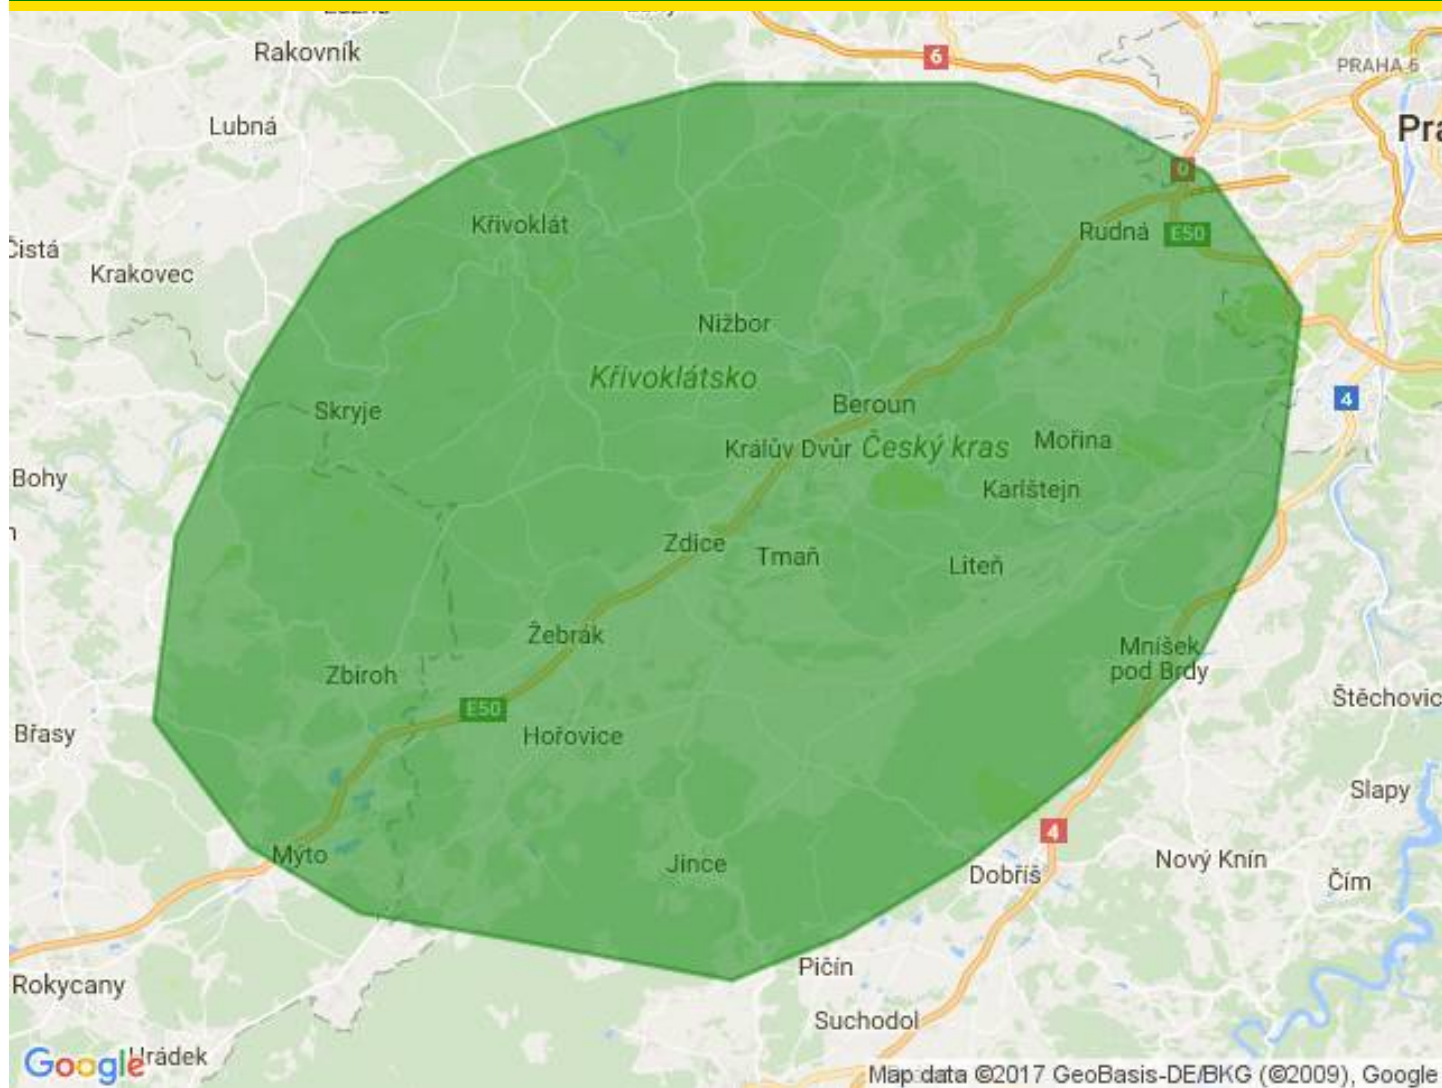 Rakovník
6
PRAHA 6
Lubná
Pra
0
Křivoklát
Rudná
E50
Čistá
Krakovec
Nižbor
Křivoklátsko
4
Skryje
Beroun
Králův Dvůr
Český kras
Mořina
Bohy
Karlštejn
Zdice
Tmaň
Liteň
Žebrák
Mníšek
pod Brdy
Zbiroh
Štěchovic
E50
Břasy
Hořovice
Slapy
4
Mýto
Jince
Dobříš
Nový Knín
Čím
Pičín
Rokycany
Suchodol
Google
Hrádek
Map data ©2017 GeoBasis-DE/BKG (©2009), Google